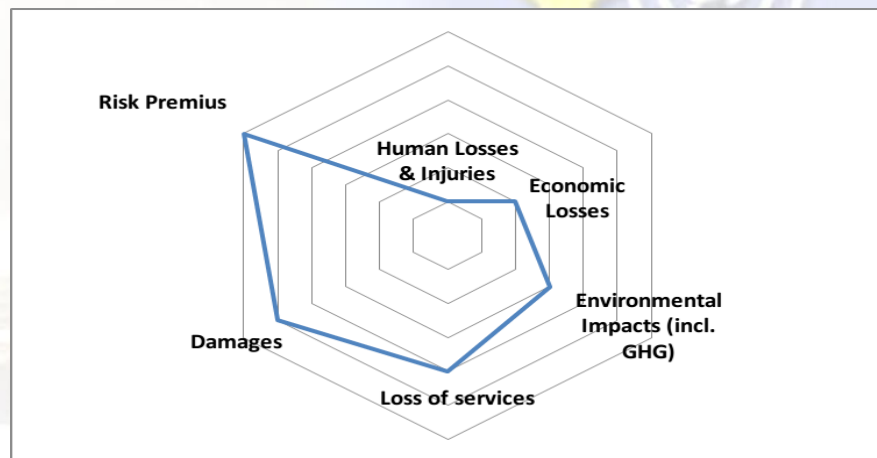 Risk Premius
Human Losses
& Injuries
Economic
Losses
Environmental
Impacts (incl.
GHG)
Damages
Loss of services